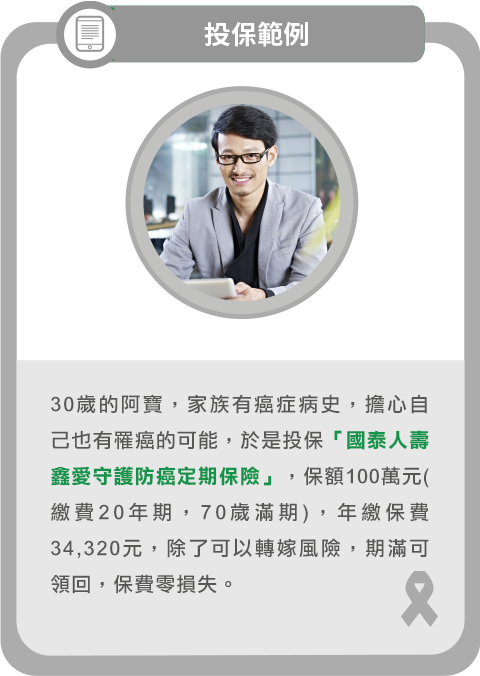 投保範例
30歲的阿寶，家族有癌症病史，擔心自
己也有罹癌的可能，於是投保「國泰人壽
鑫愛守護防癌定期保險」，保額100萬元(
繳費20年期，70歲滿期)，年繳保費
34,320元，除了可以轉嫁風險，期滿可
領回，保費零損失。